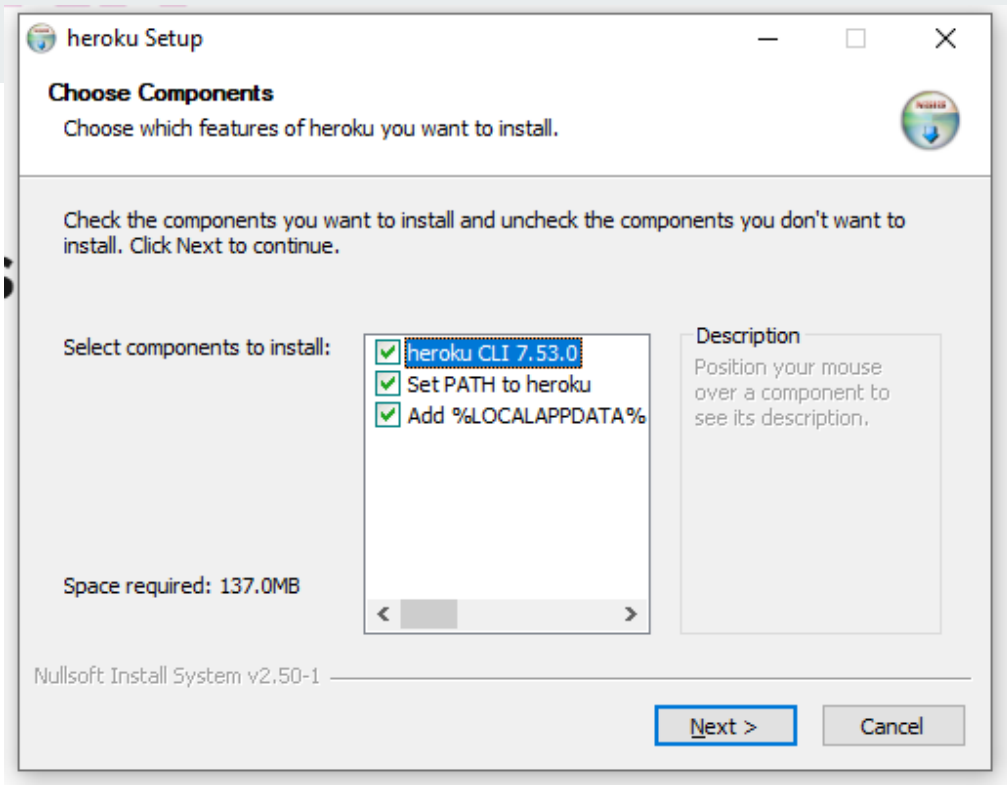 heroku Setup
Choose Components
Choose which features of heroku you want to install.
Check the components you want to install and uncheck the components you don't want to
install. Click Next to continue.
Select components to install:
heroku CLI 7.53.0
Set PATH to heroku
Add %LOCALAPPDATA%
Description
Position your mouse
over a component to
see its description.
Space required: 137.0MB
Nullsoft Install System v2.50-1
Next >
Cancel